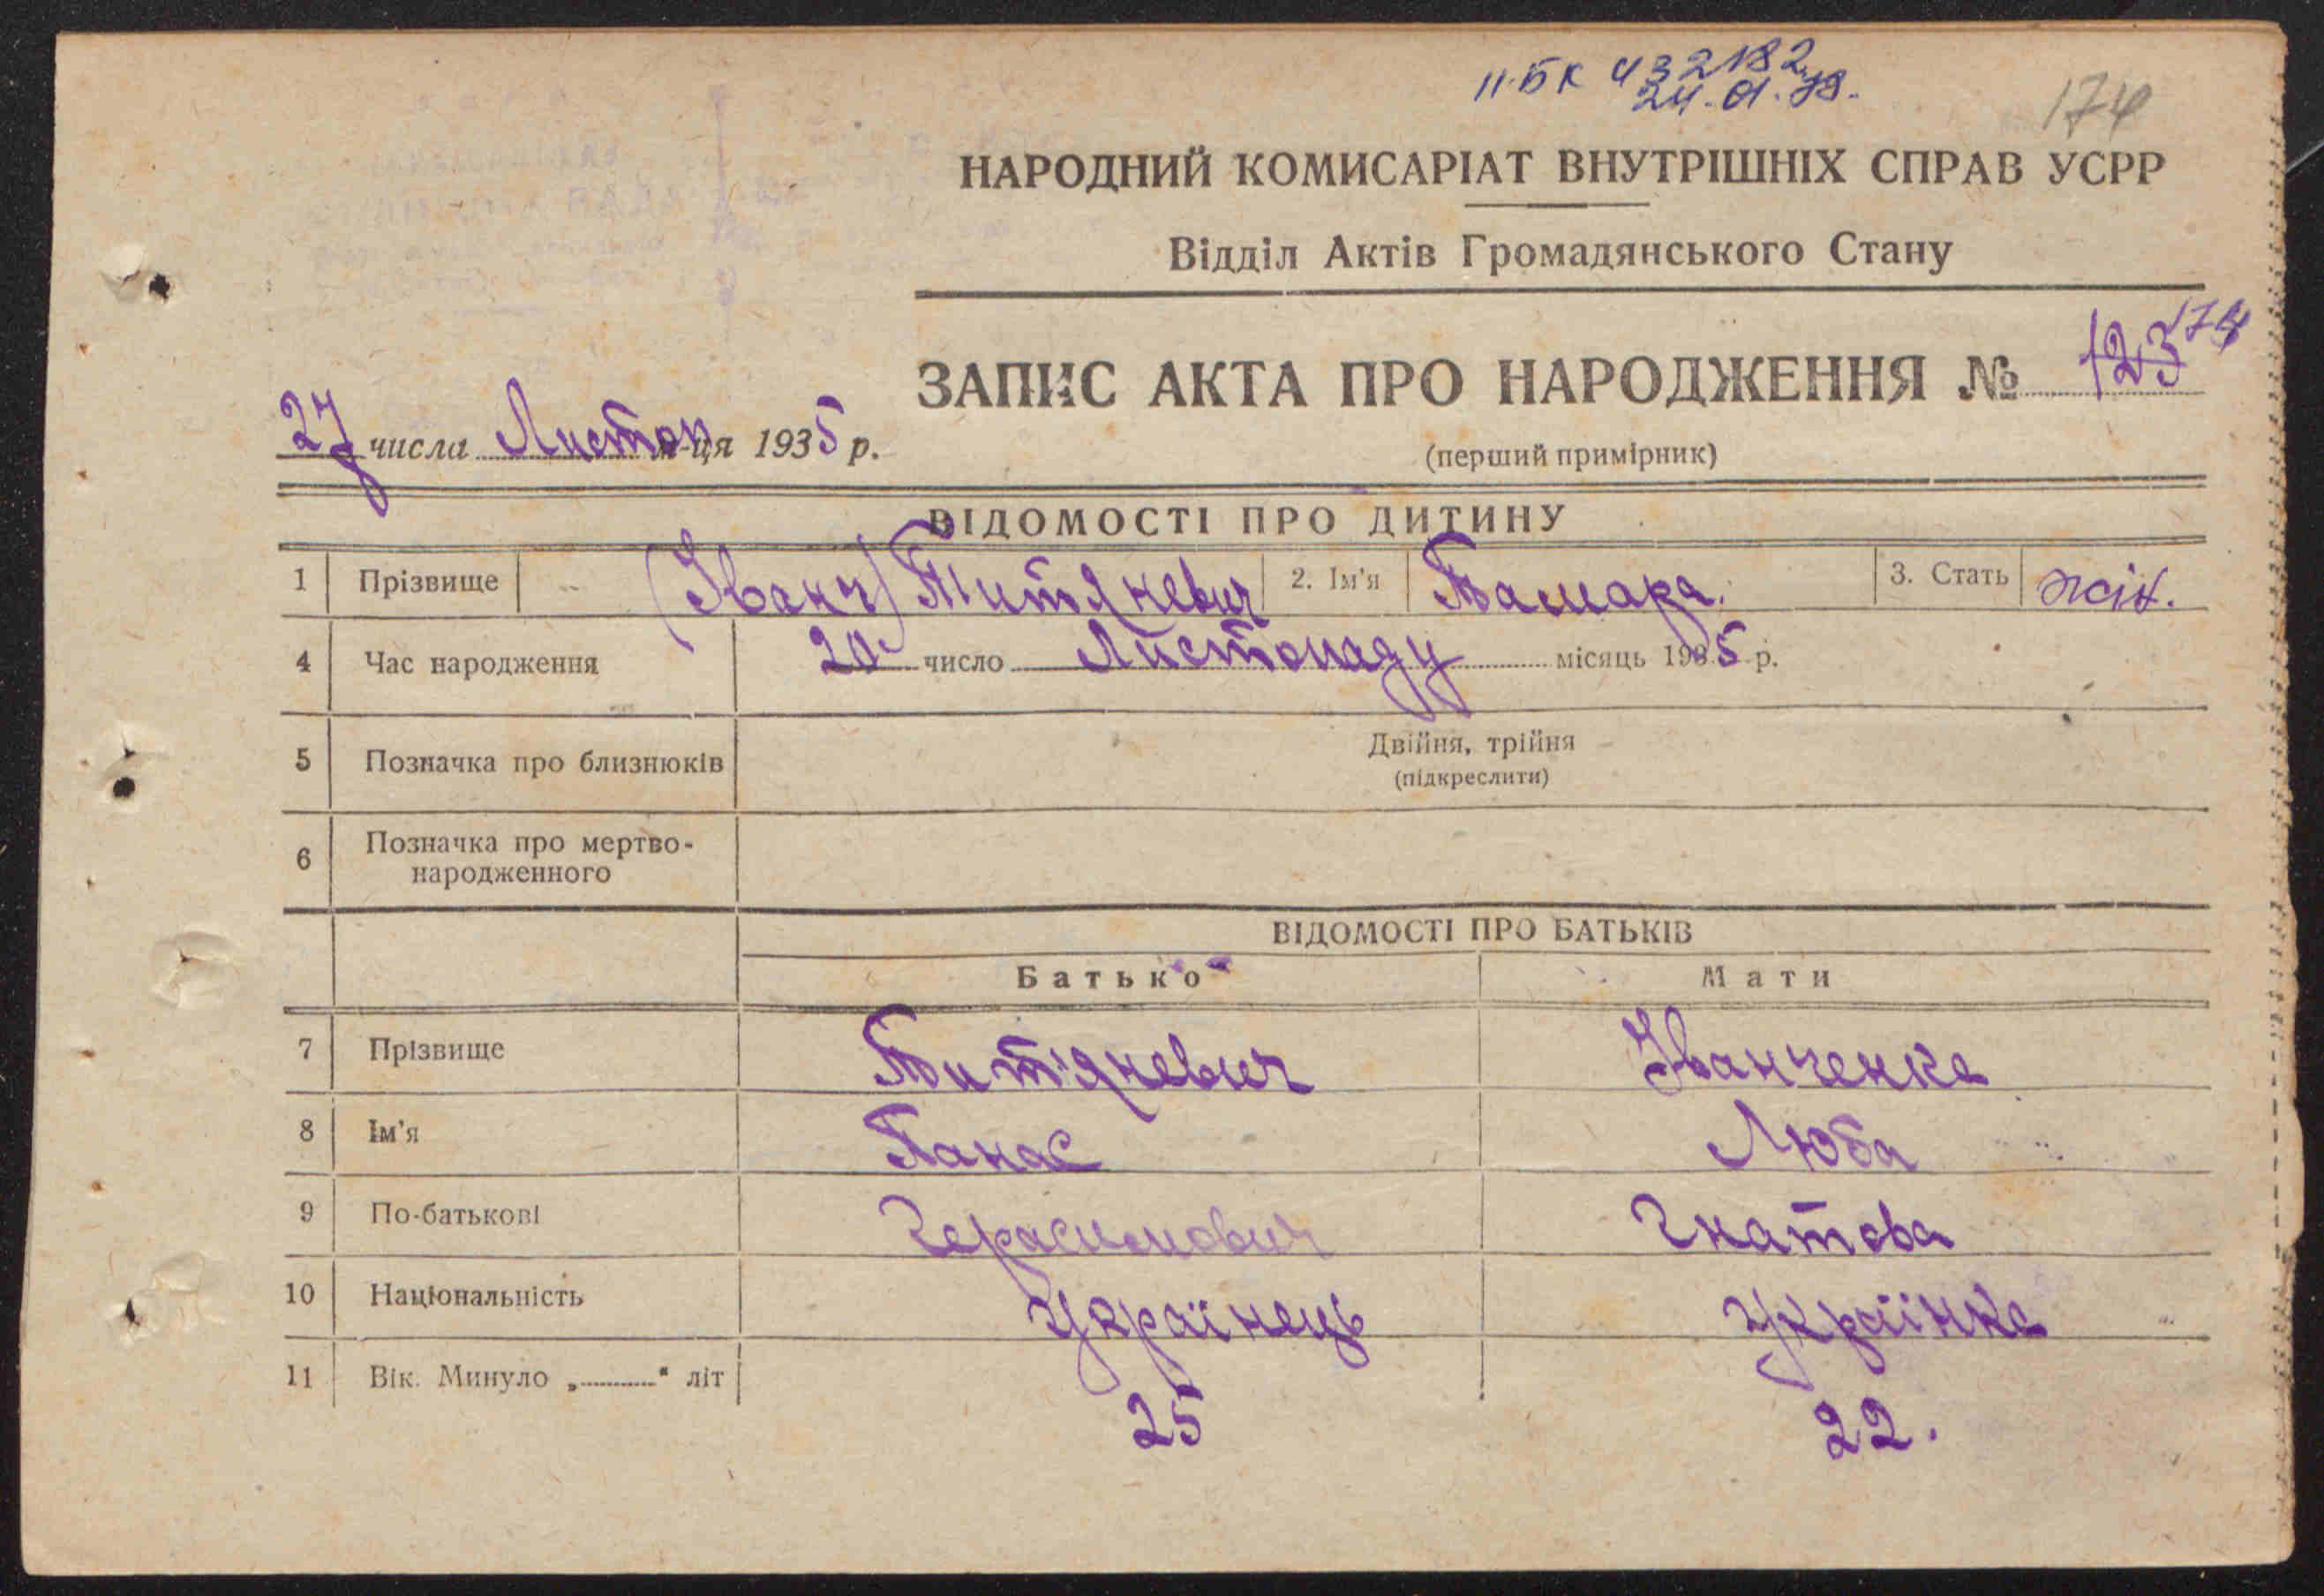 II-БК 432182
24.01.
174
НАРОДНИЙ КОМИСАРІАТ ВНУТРІШНІХ СПРАВ УСРР
Відділ Актів Громадянського Стану
ЗАПИС АКТА ПРО НАРОДЖЕННЯ № 123 174
27 числа Листоп м-ця 1935 р.
(перший примірник)
ВІДОМОСТІ ПРО ДИТИНУ
1 Прізвище (Іванч) Титяневич 2. Ім'я Тамара. 3. Стать жін.
4 Час народження 20 число Листопаду місяць 1935 р.
5 Позначка про близнюків Двійня, трійня
(підкреслити)
6 Позначка про мертво-
народженного
ВІДОМОСТІ ПРО БАТЬКІВ
Батько Мати
7 Прізвище Титяневич Іванченко
8 Ім'я Панас Люба
9 По-батькові Герасимович Гнатова
10 Національність Українець Українка
11 Вік. Минуло „ “ літ
25 22.